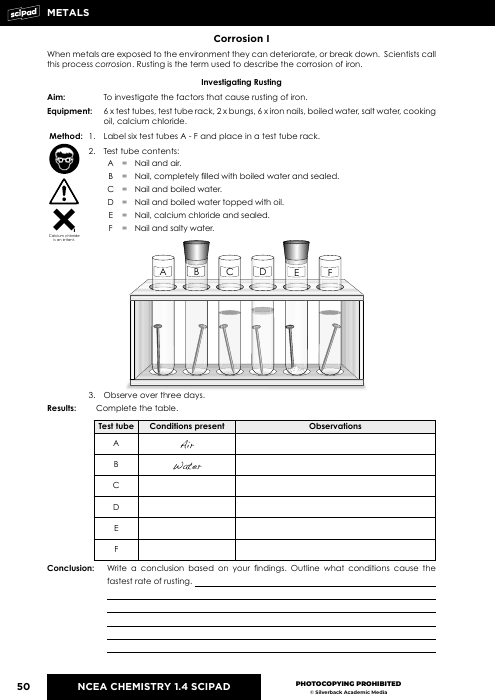 scipad METALS
Corrosion I
When metals are exposed to the environment they can deteriorate, or break down. Scientists call
this process corrosion. Rusting is the term used to describe the corrosion of iron.
Investigating Rusting
Aim: To investigate the factors that cause rusting of iron.
Equipment: 6 x test tubes, test tube rack, 2 x bungs, 6 x iron nails, boiled water, salt water, cooking
oil, calcium chloride.
Method: 1. Label six test tubes A - F and place in a test tube rack.
2. Test tube contents:
A = Nail and air.
B = Nail, completely filled with boiled water and sealed.
C = Nail and boiled water.
D = Nail and boiled water topped with oil.
E = Nail, calcium chloride and sealed.
F = Nail and salty water.
Calcium chloride
is an irritant.
A B C D E F
3. Observe over three days.
Results: Complete the table.
Test tube Conditions present Observations
A Air
B Water
C
D
E
F
Conclusion: Write a conclusion based on your findings. Outline what conditions cause the
fastest rate of rusting.
50 NCEA CHEMISTRY 1.4 SCIPAD PHOTOCOPYING PROHIBITED
© Silverback Academic Media